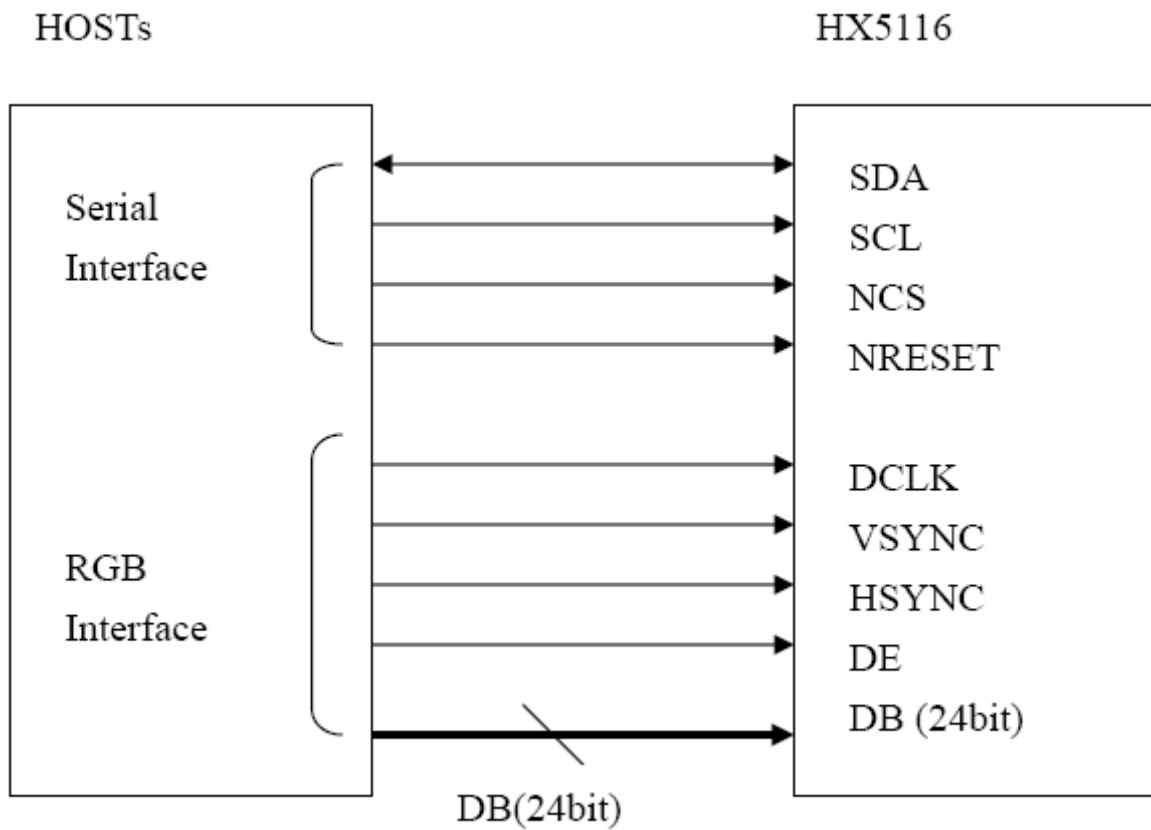 HOSTs
HX5116
Serial
Interface
SDA
SCL
NCS
NRESET
RGB
Interface
DCLK
VSYNC
HSYNC
DE
DB (24bit)
DB(24bit)